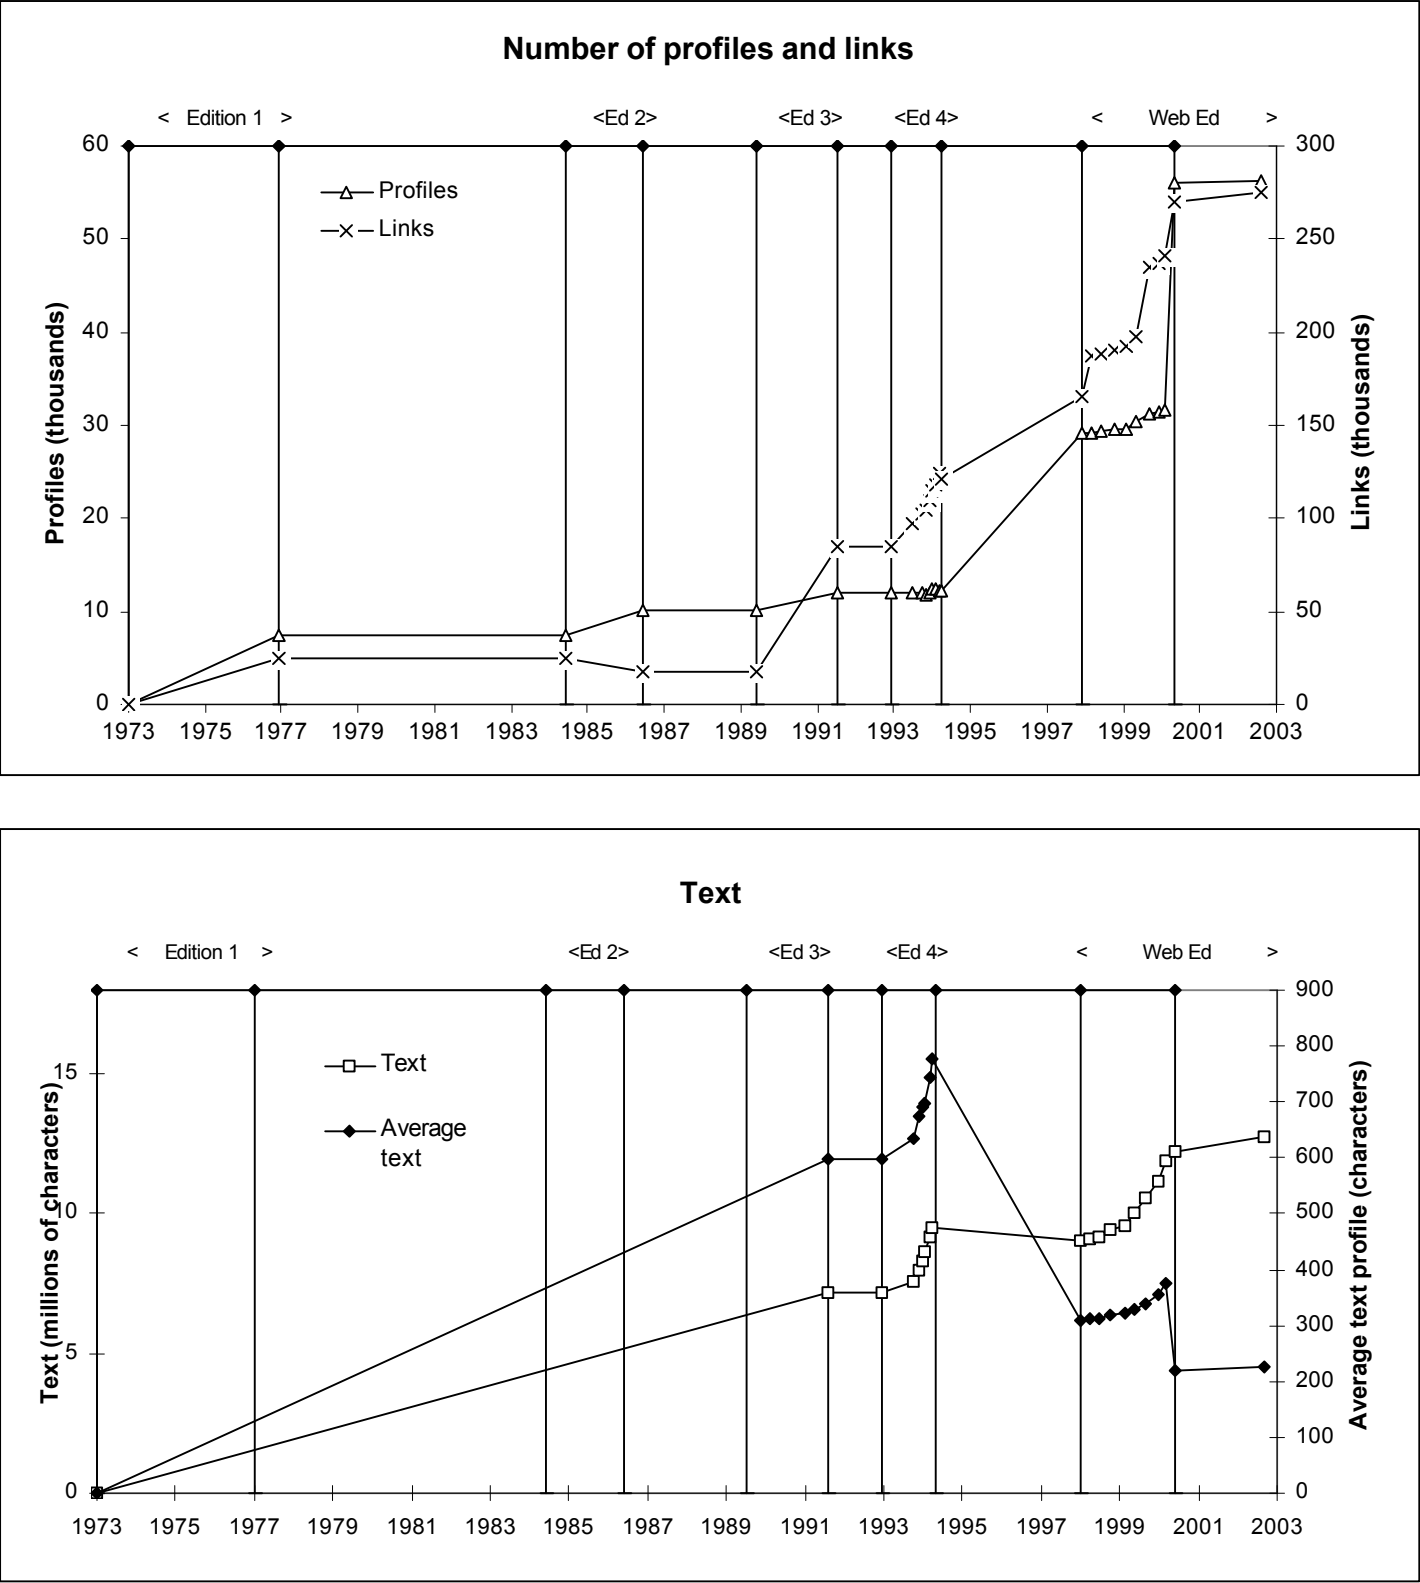 Number of profiles and links
< Edition 1 > <Ed 2> <Ed 3> <Ed 4> < Web Ed >
60 300
Profiles
Links
50 250
40 200
30 150
20 100
10 50
0 0
Profiles (thousands)
Links (thousands)
1973 1975 1977 1979 1981 1983 1985 1987 1989 1991 1993 1995 1997 1999 2001 2003
Text
< Edition 1 > <Ed 2> <Ed 3> <Ed 4> < Web Ed >
900
800
15
Text
700
Average
text
600
10 500
400
300
5
200
100
0 0
Text (millions of characters)
Average text profile (characters)
1973 1975 1977 1979 1981 1983 1985 1987 1989 1991 1993 1995 1997 1999 2001 2003